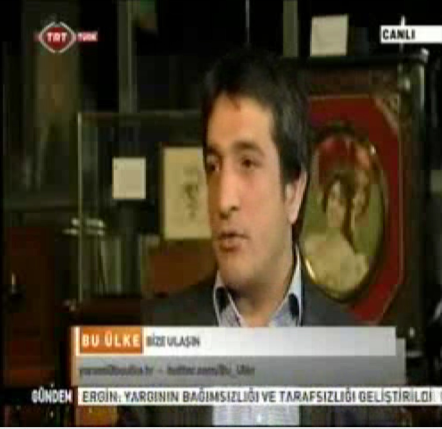 TRT TÜRK
CANLI
BU ÜLKE BİZE ULAŞIN
twitter.com/Bu_Ulke
GÜNDEM ERGİN: YARGININ BAĞIMSIZLIĞI VE TARAFSIZLIĞI GELİŞTİRİLDİ.